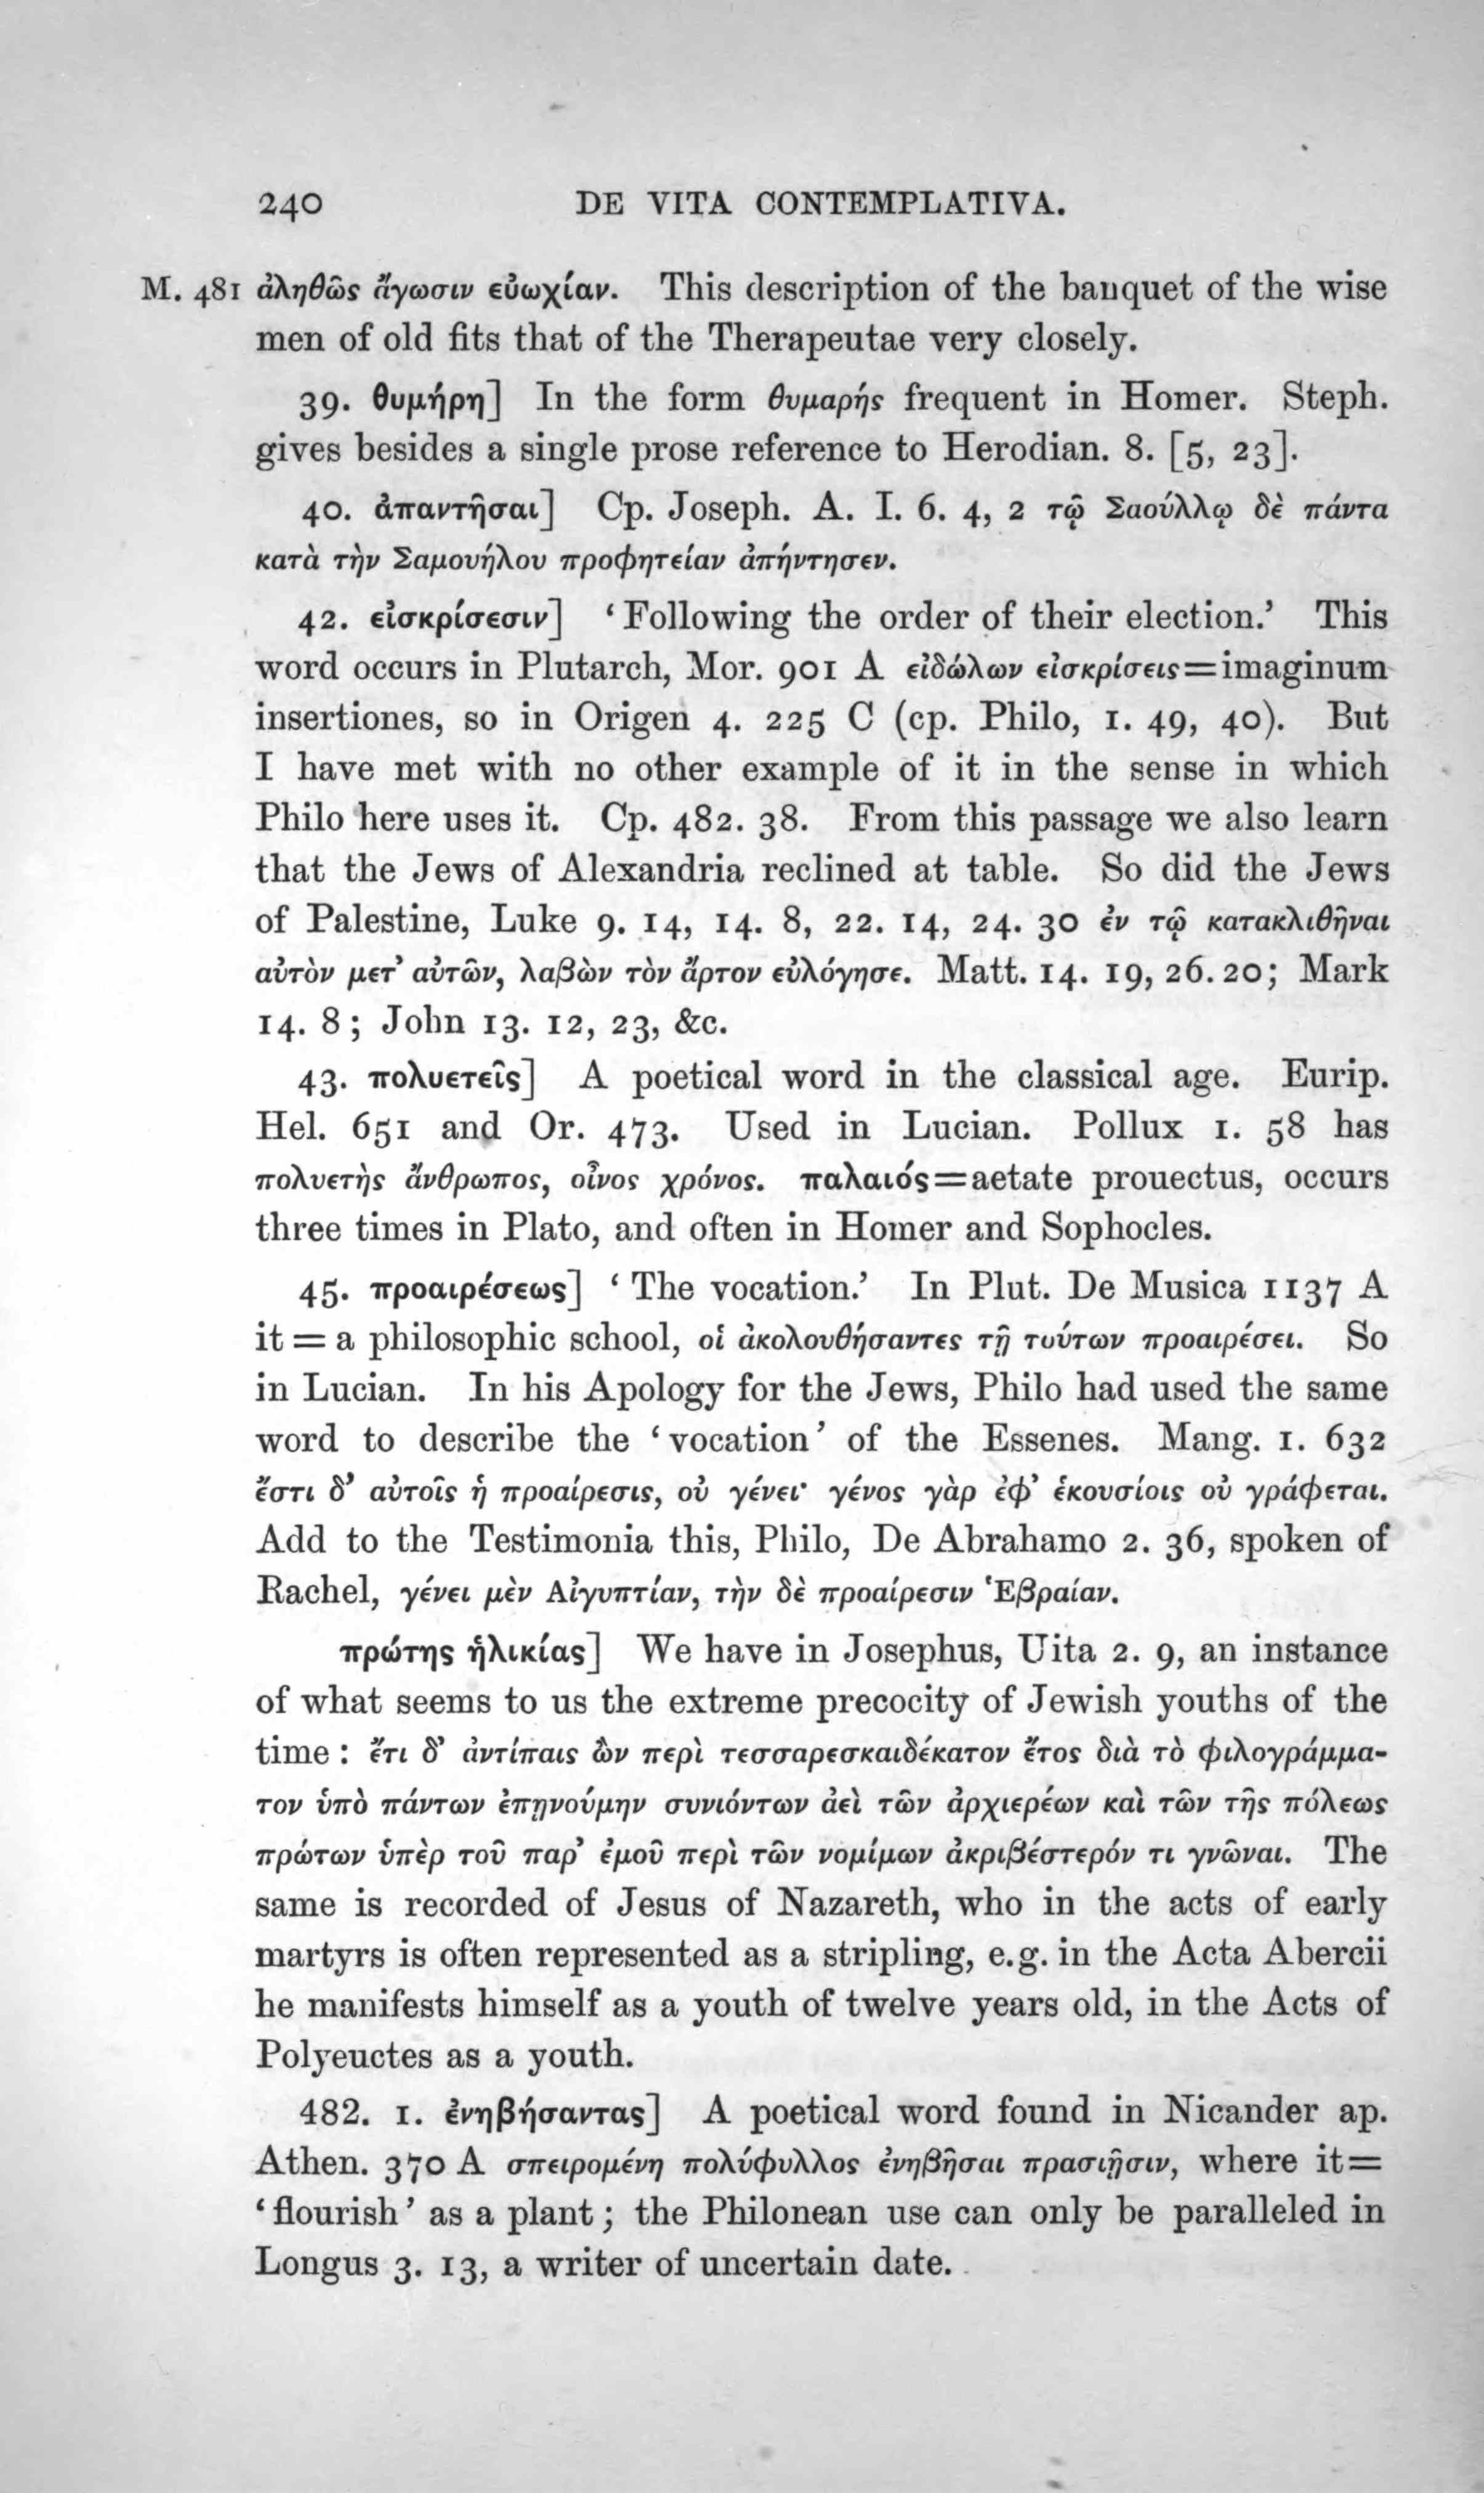 240 DE VITA CONTEMPLATIVA.
M. 481 ἀληθῶς ἄγωσιν εὐωχίαν. This description of the banquet of the wise
men of old fits that of the Therapeutae very closely.
39. θυμήρη] In the form θυμαρής frequent in Homer. Steph.
gives besides a single prose reference to Herodian. 8. [5, 23].
40. ἀπαντῆσαι] Cp. Joseph. A. I. 6. 4, 2 τῷ Σαούλλῳ δὲ πάντα
κατὰ τὴν Σαμουήλου προφητείαν ἀπήντησεν.
42. εἰσκρίσεσιν] ‘Following the order of their election.’ This
word occurs in Plutarch, Mor. 901 A εἰδώλων εἰσκρίσεις=imaginum
insertiones, so in Origen 4. 225 C (cp. Philo, 1. 49, 40). But
I have met with no other example of it in the sense in which
Philo here uses it. Cp. 482. 38. From this passage we also learn
that the Jews of Alexandria reclined at table. So did the Jews
of Palestine, Luke 9. 14, 14. 8, 22. 14, 24. 30 ἐν τῷ κατακλιθῆναι
αὐτὸν μετ’ αὐτῶν, λαβὼν τὸν ἄρτον εὐλόγησε. Matt. 14. 19, 26. 20; Mark
14. 8; John 13. 12, 23, &c.
43. πολυετεῖς] A poetical word in the classical age. Eurip.
Hel. 651 and Or. 473. Used in Lucian. Pollux 1. 58 has
πολυετὴς ἄνθρωπος, οἶνος χρόνος. παλαιός=aetate prouectus, occurs
three times in Plato, and often in Homer and Sophocles.
45. προαιρέσεως] ‘The vocation.’ In Plut. De Musica 1137 A
it = a philosophic school, οἱ ἀκολουθήσαντες τῇ τούτων προαιρέσει. So
in Lucian. In his Apology for the Jews, Philo had used the same
word to describe the ‘vocation’ of the Essenes. Mang. 1. 632
ἔστι δ’ αὐτοῖς ἡ προαίρεσις, οὐ γένει· γένος γὰρ ἐφ’ ἑκουσίοις οὐ γράφεται.
Add to the Testimonia this, Philo, De Abrahamo 2. 36, spoken of
Rachel, γένει μὲν Αἰγυπτίαν, τὴν δὲ προαίρεσιν Ἑβραίαν.
πρώτης ἡλικίας] We have in Josephus, Uita 2. 9, an instance
of what seems to us the extreme precocity of Jewish youths of the
time: ἔτι δ’ ἀντίπαις ὢν περὶ τεσσαρεσκαιδέκατον ἔτος διὰ τὸ φιλογράμμα-
τον ὑπὸ πάντων ἐπῃνούμην συνιόντων ἀεὶ τῶν ἀρχιερέων καὶ τῶν τῆς πόλεως
πρώτων ὑπὲρ τοῦ παρ’ ἐμοῦ περὶ τῶν νομίμων ἀκριβέστερόν τι γνῶναι. The
same is recorded of Jesus of Nazareth, who in the acts of early
martyrs is often represented as a stripling, e.g. in the Acta Abercii
he manifests himself as a youth of twelve years old, in the Acts of
Polyeuctes as a youth.
482. 1. ἐνηβήσαντας] A poetical word found in Nicander ap.
Athen. 370 A σπειρομένη πολύφυλλος ἐνηβῆσαι πρασιῇσιν, where it=
‘flourish’ as a plant; the Philonean use can only be paralleled in
Longus 3. 13, a writer of uncertain date.